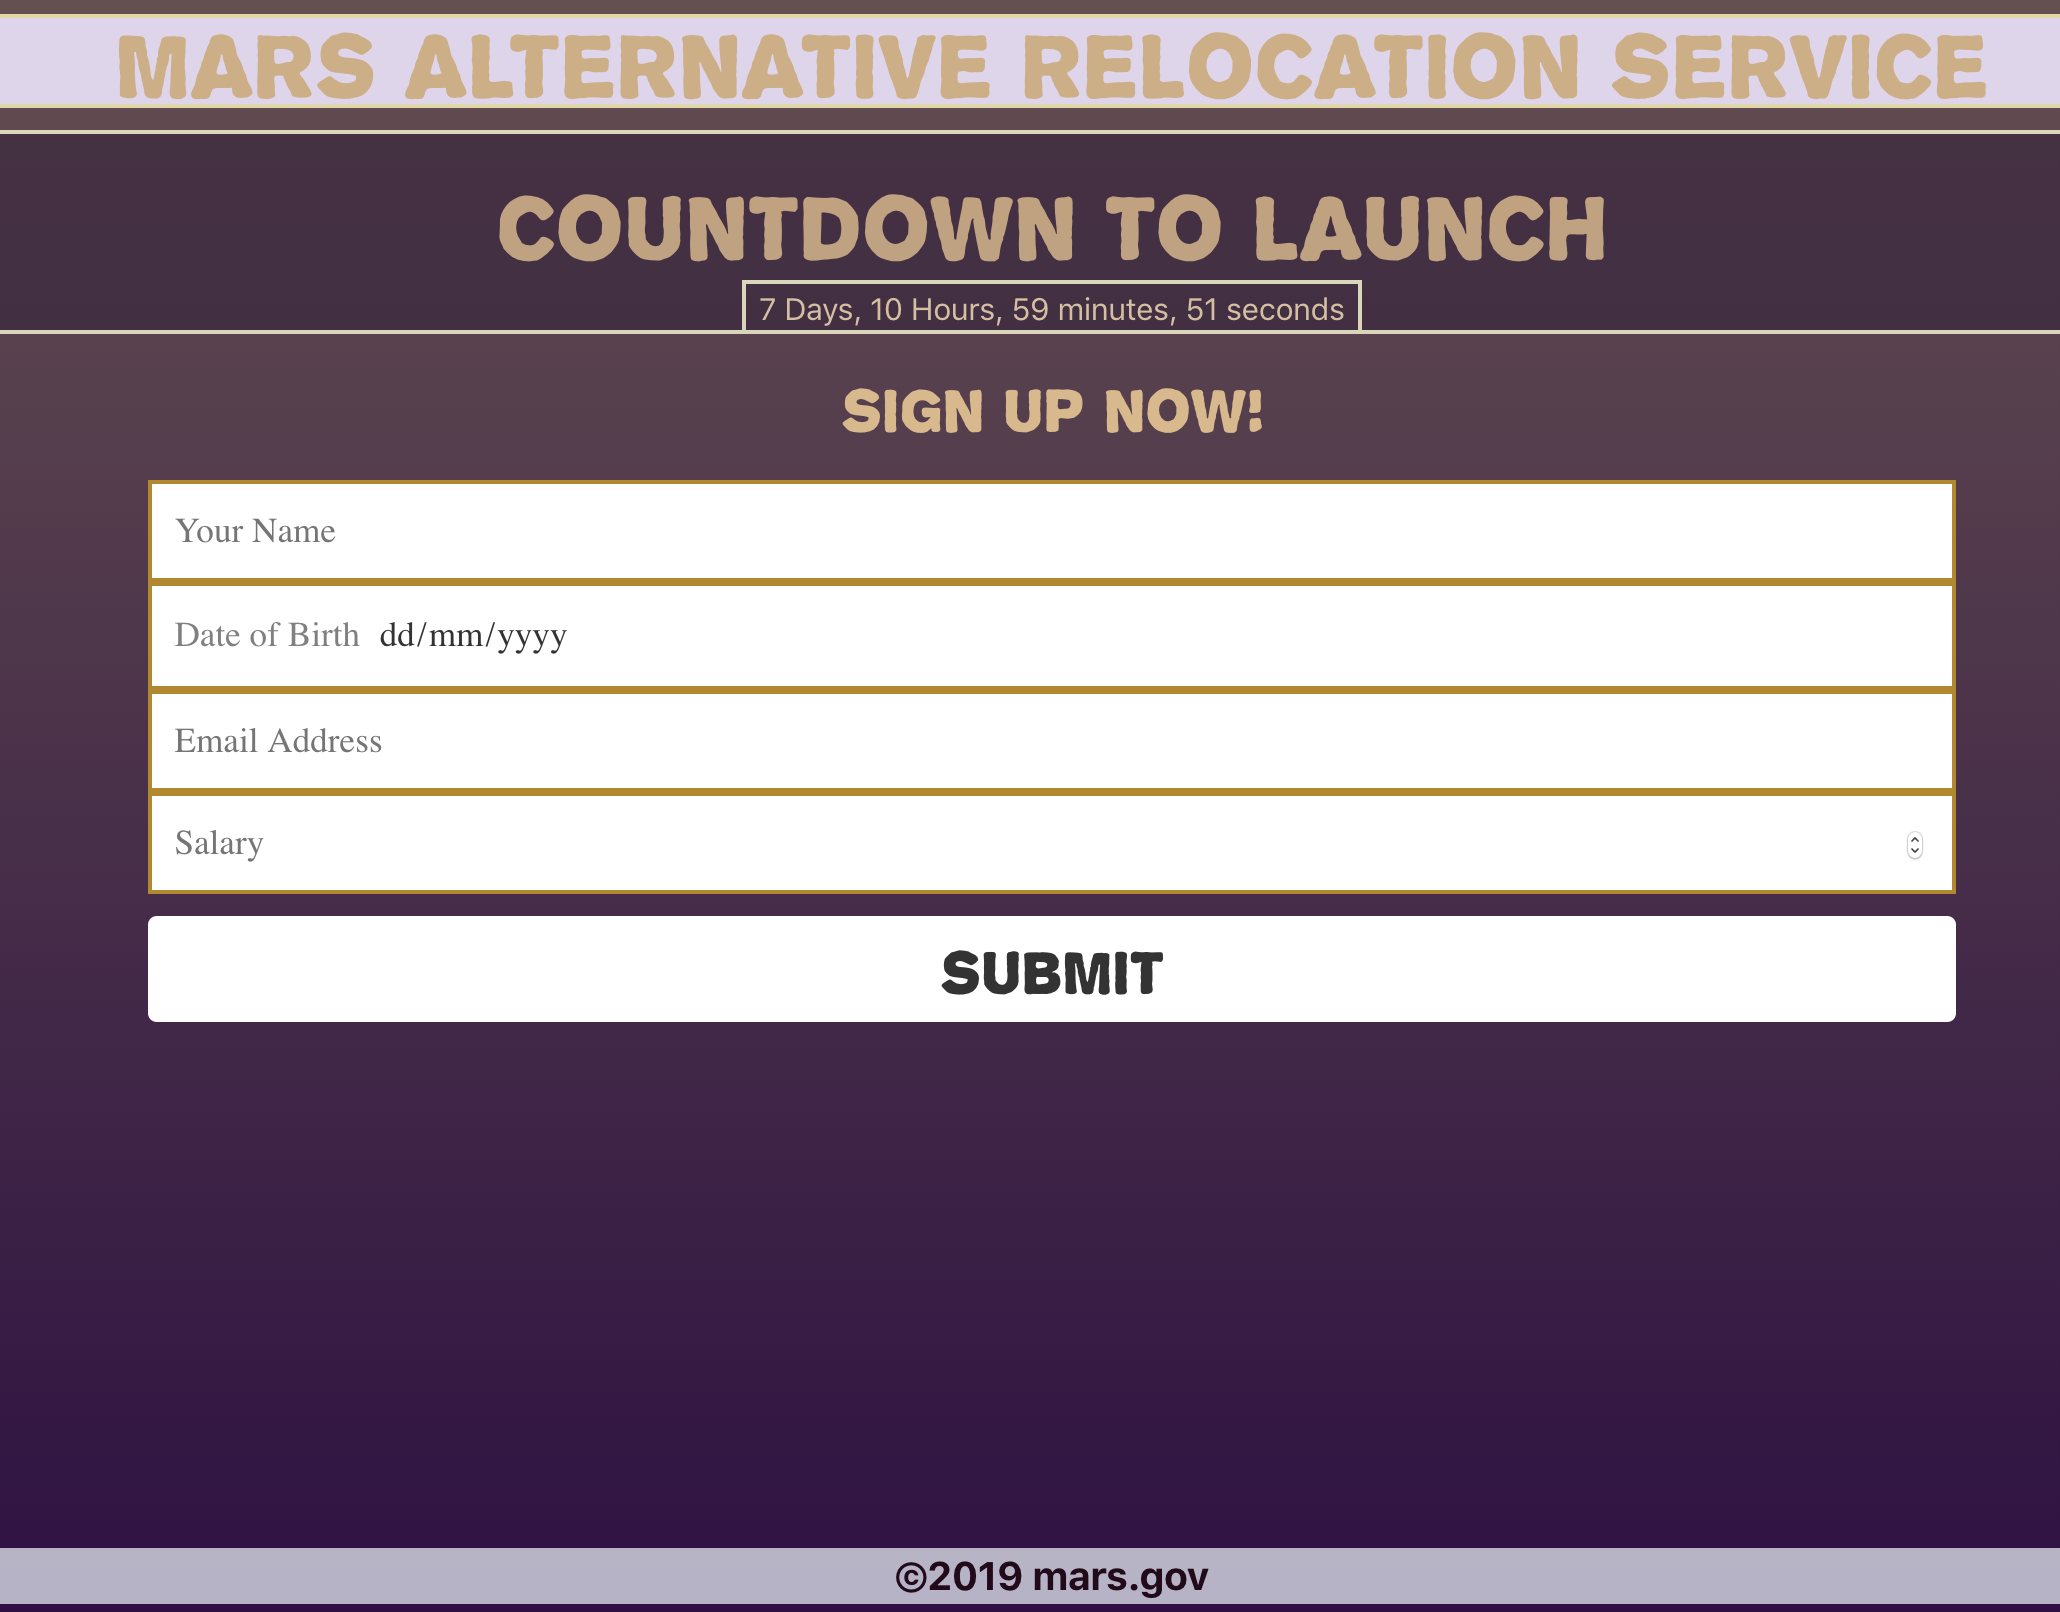 MARS ALTERNATIVE RELOCATION SERVICE
COUNTDOWN TO LAUNCH
7 Days, 10 Hours, 59 minutes, 51 seconds
SIGN UP NOW!
Your Name
Date of Birth dd/mm/yyyy
Email Address
Salary
SUBMIT
©2019 mars.gov